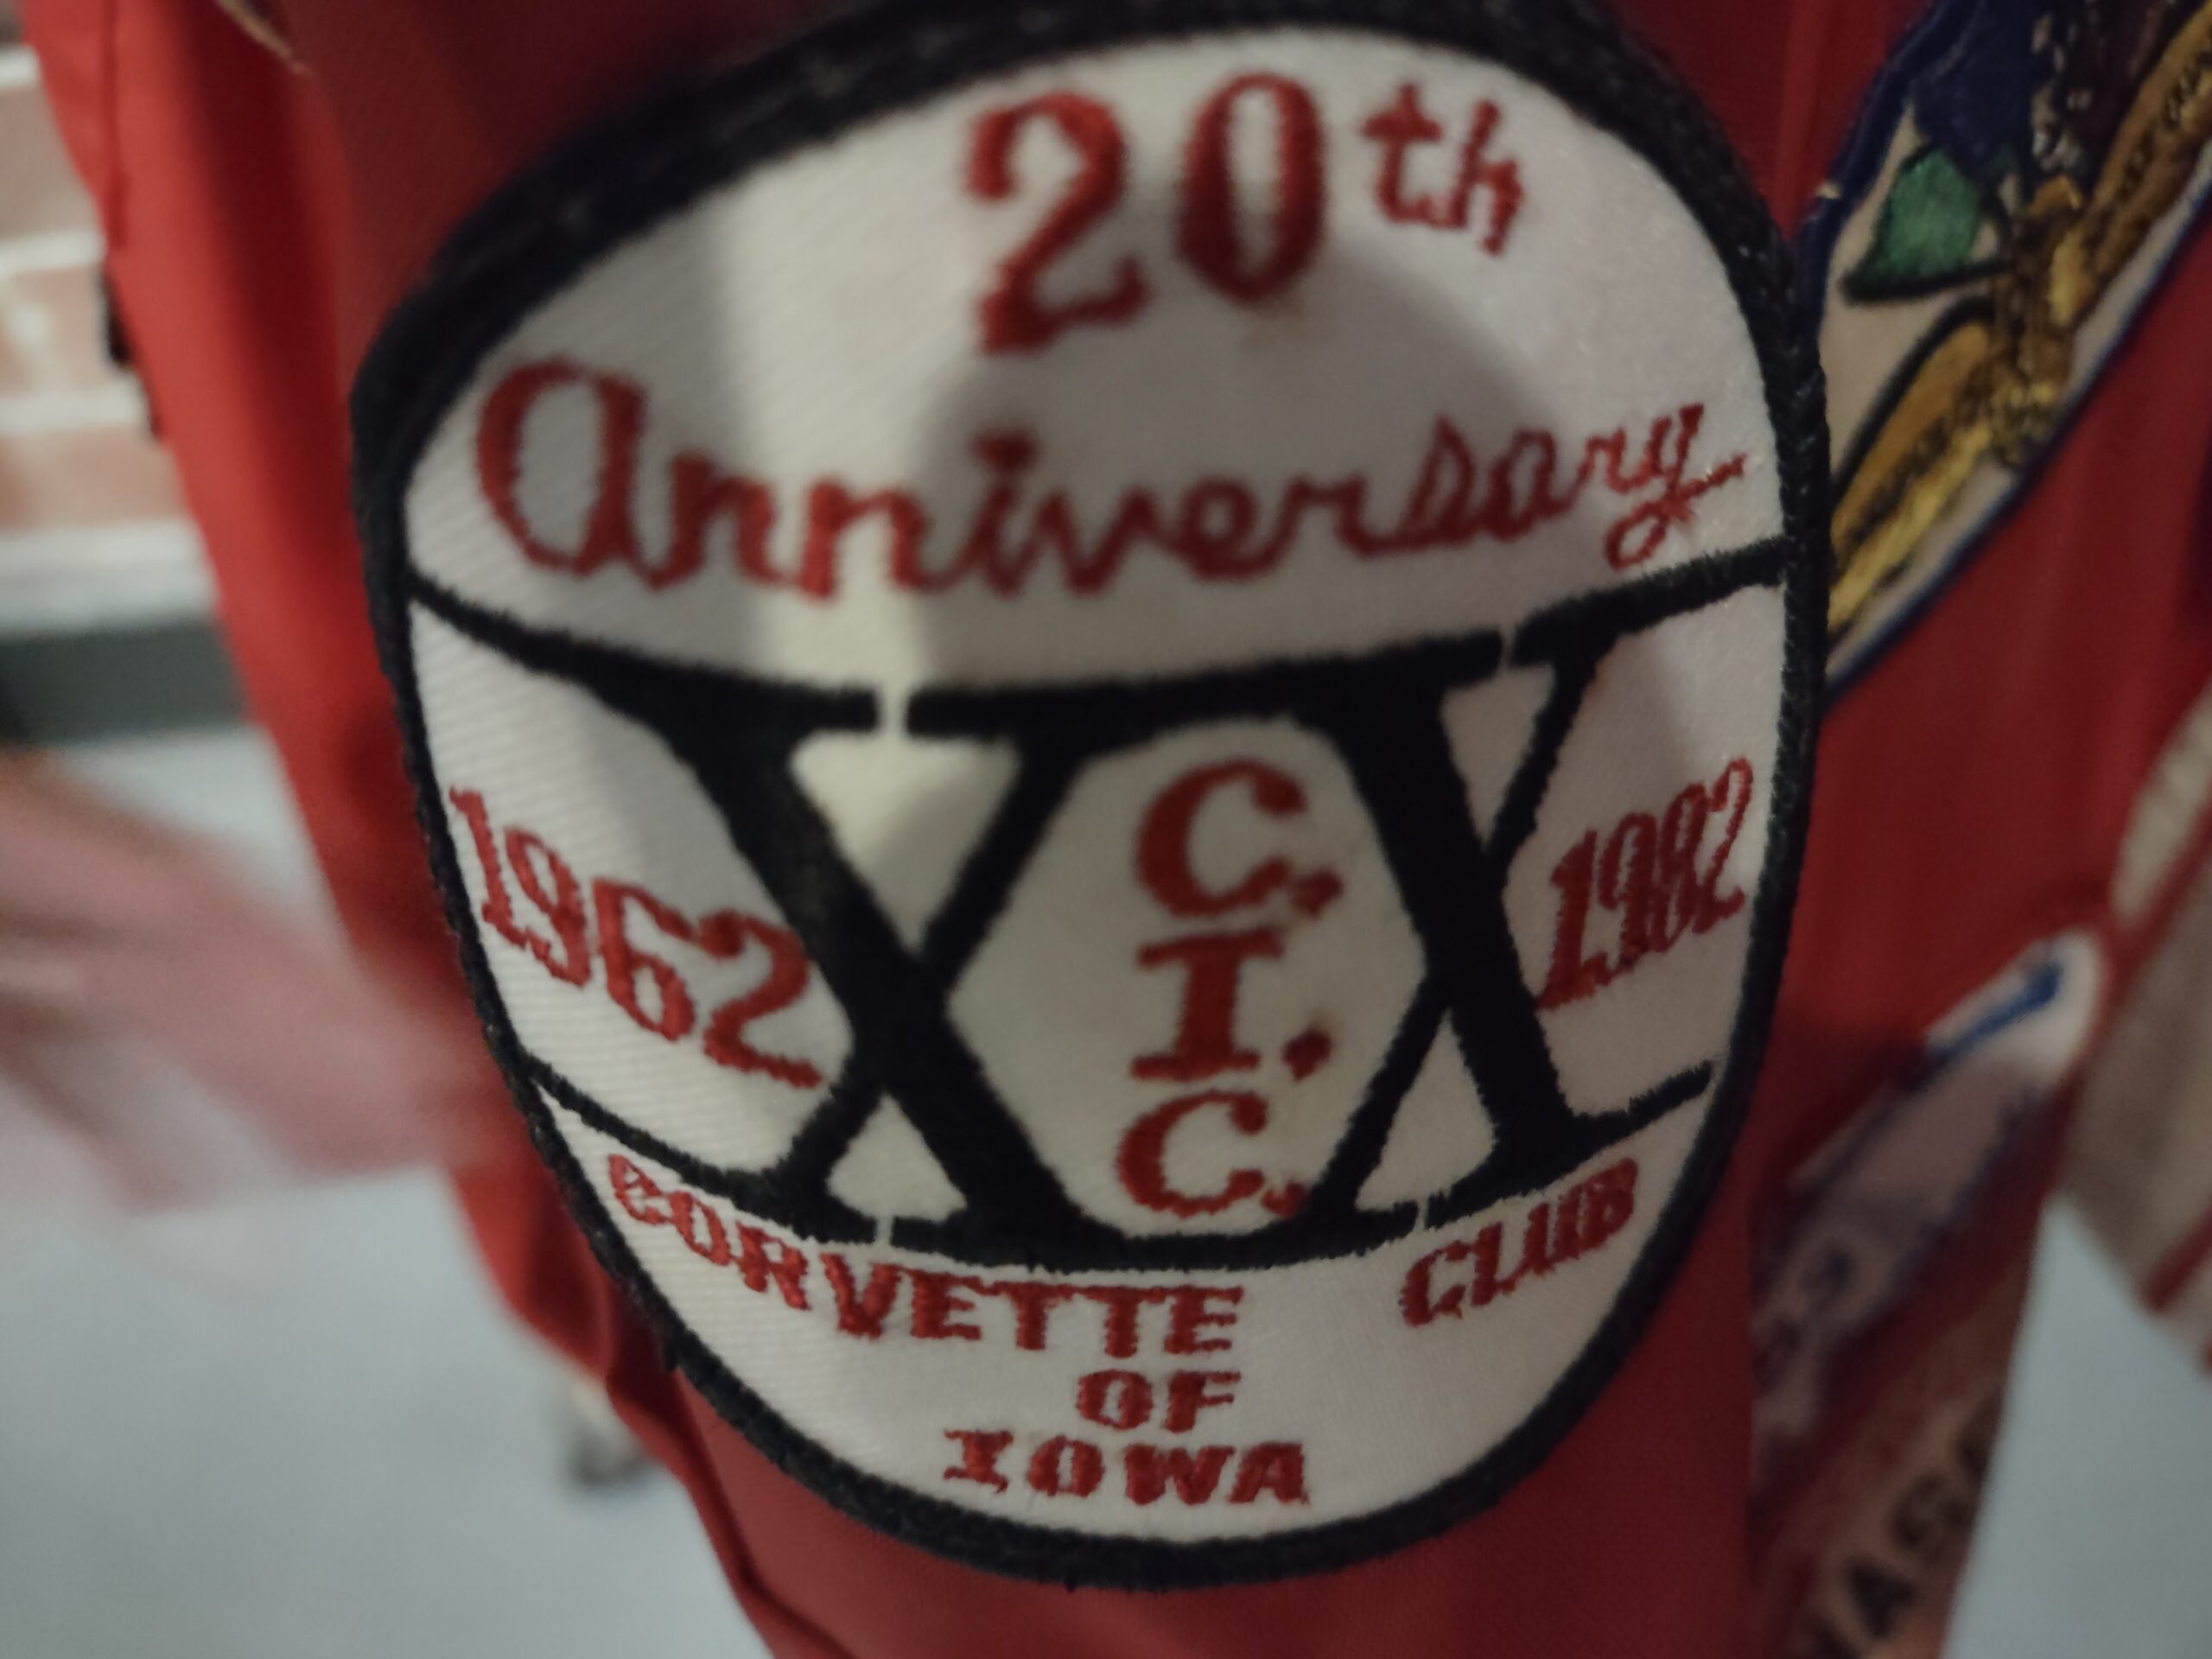 20th
Anniversary
XX
1962
C.
I.
C.
1982
CORVETTE CLUB
OF
IOWA